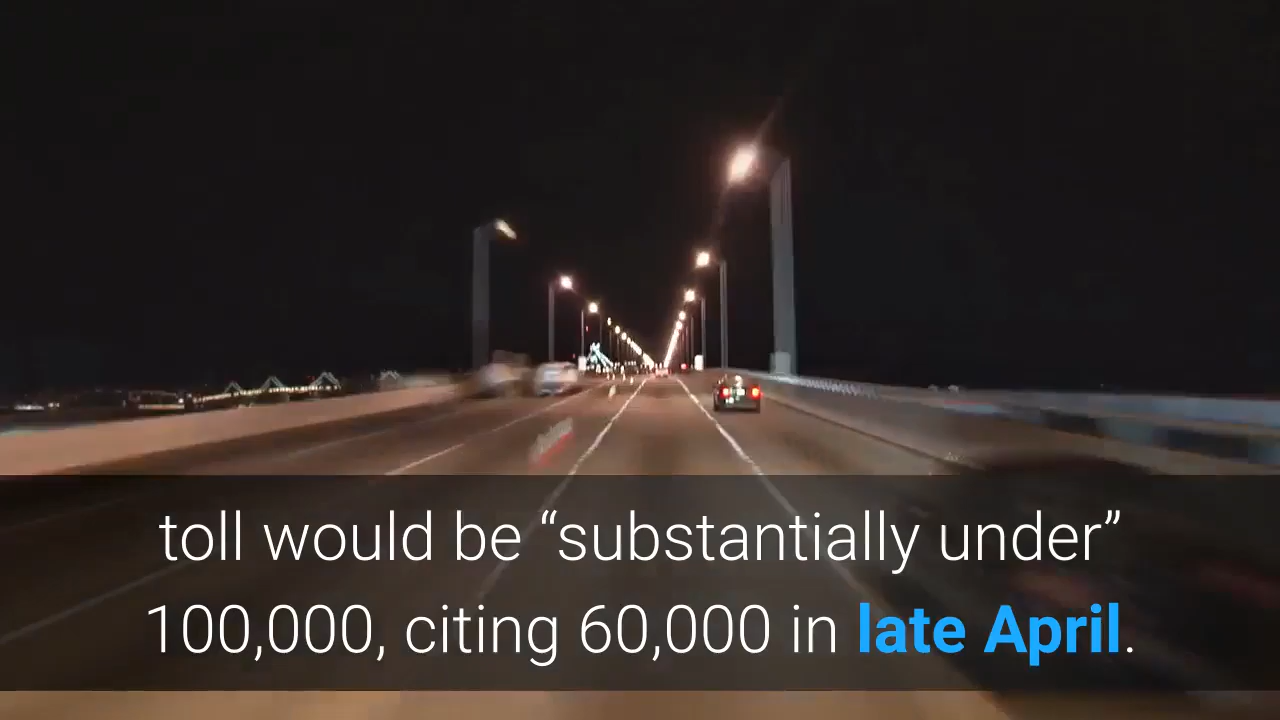 toll would be “substantially under”
100,000, citing 60,000 in late April.